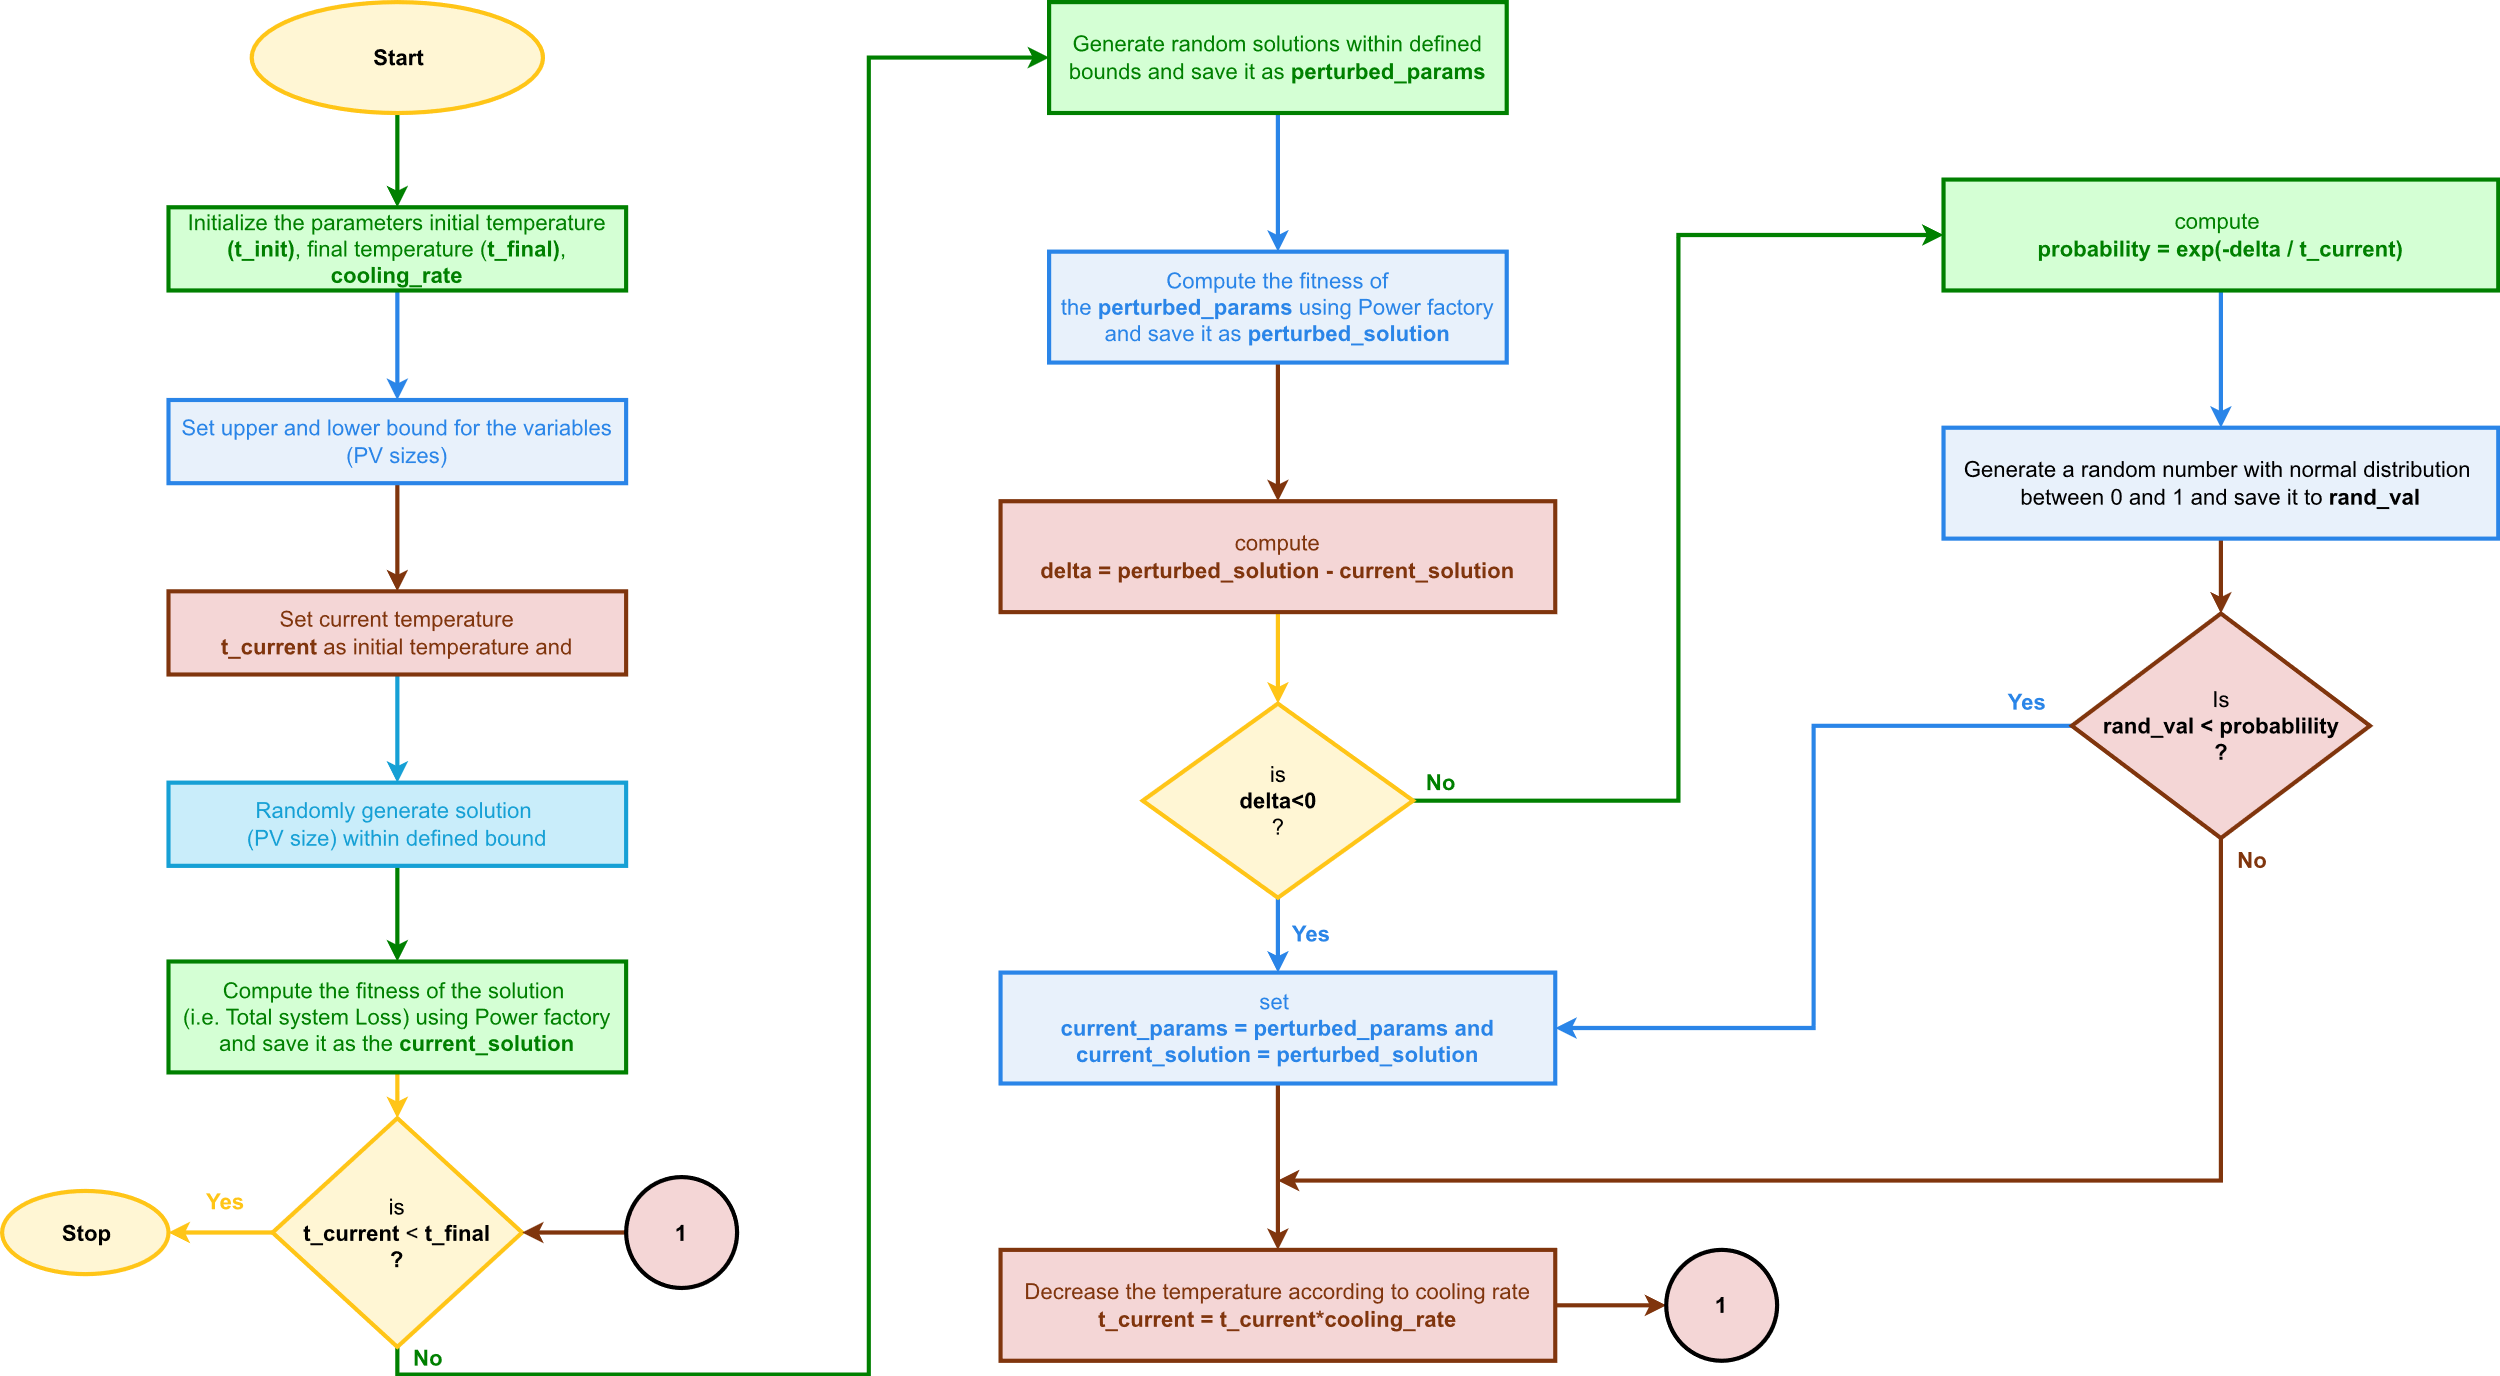 Start
Initialize the parameters initial temperature
(t_init), final temperature (t_final),
cooling_rate
Set upper and lower bound for the variables
(PV sizes)
Set current temperature
t_current as initial temperature and
Randomly generate solution
(PV size) within defined bound
Compute the fitness of the solution
(i.e. Total system Loss) using Power factory
and save it as the current_solution
is
t_current < t_final
?
Yes
Stop
1
No
Generate random solutions within defined
bounds and save it as perturbed_params
Compute the fitness of
the perturbed_params using Power factory
and save it as perturbed_solution
compute
delta = perturbed_solution - current_solution
is
delta<0
?
No
Yes
set
current_params = perturbed_params and
current_solution = perturbed_solution
Decrease the temperature according to cooling rate
t_current = t_current*cooling_rate
1
compute
probability = exp(-delta / t_current)
Generate a random number with normal distribution
between 0 and 1 and save it to rand_val
Is
rand_val < probablility
?
Yes
No